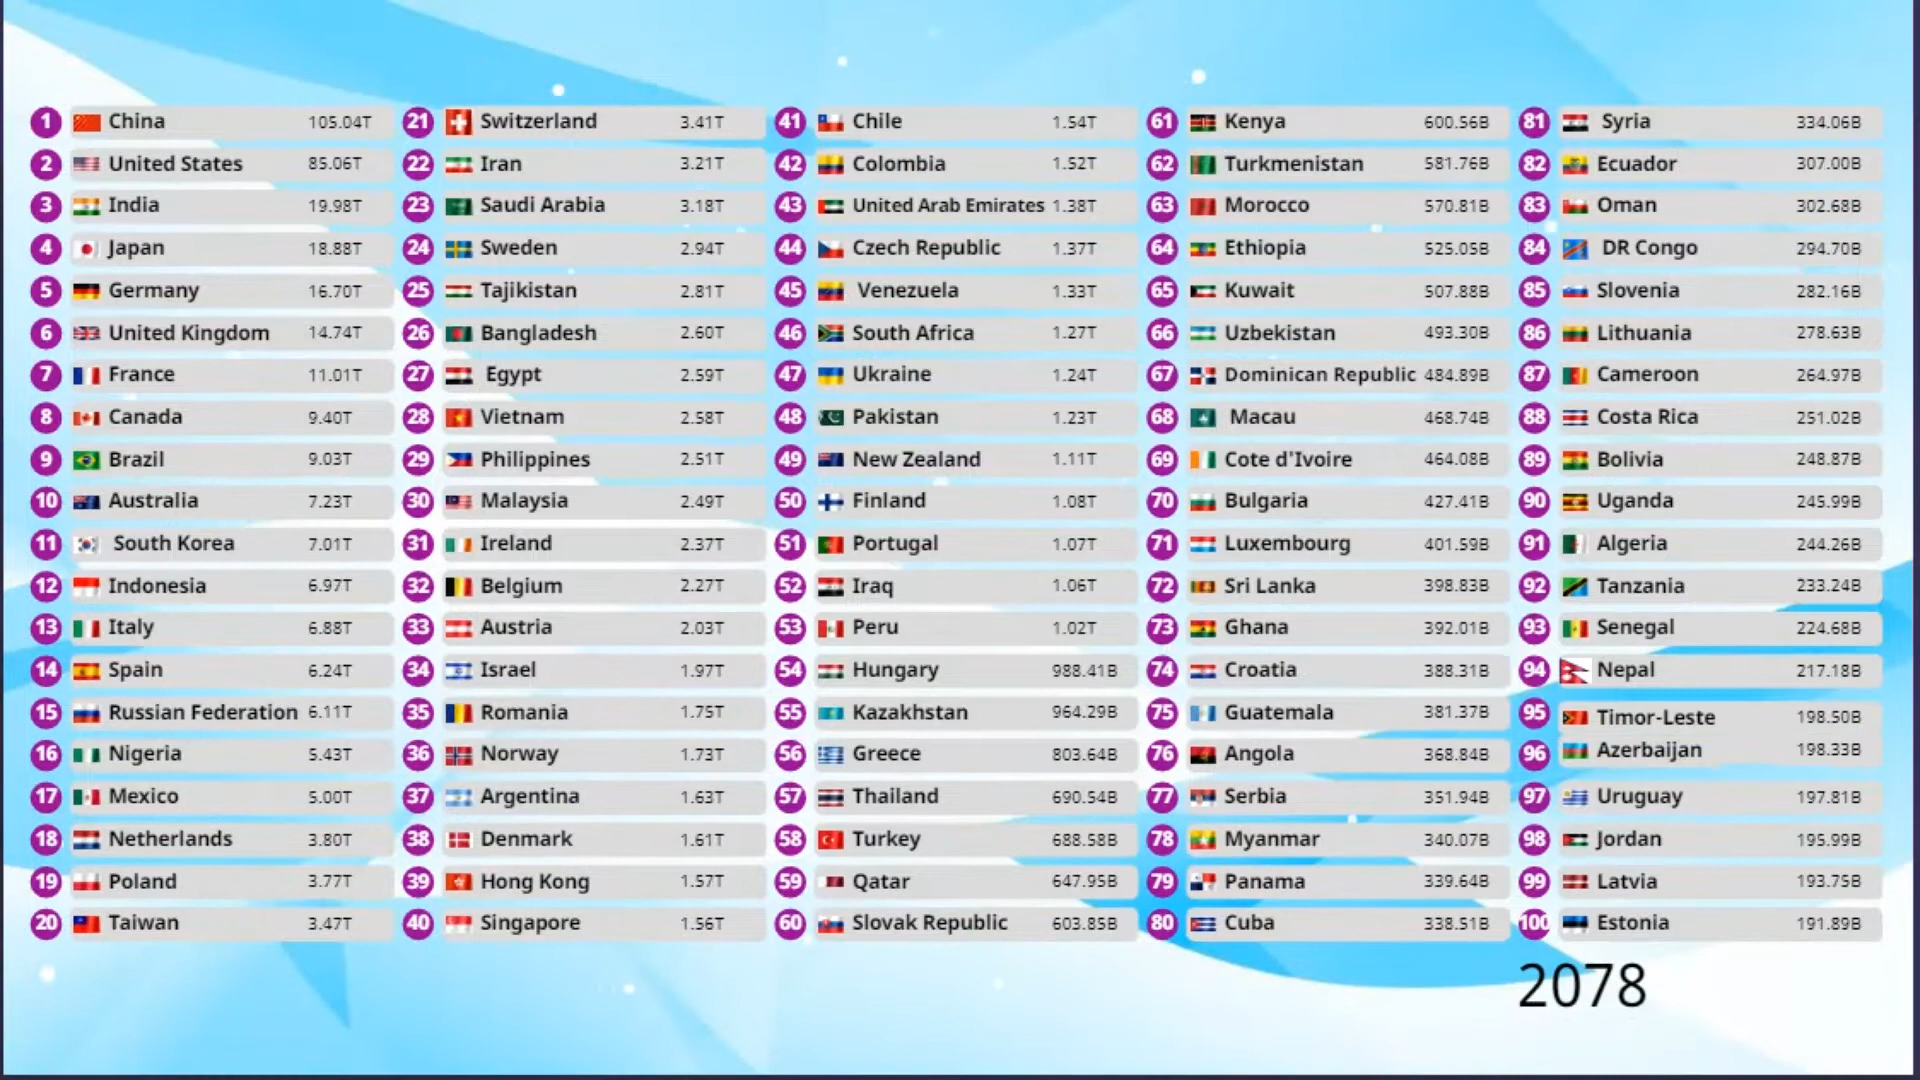 1 China 105.04T
2 United States 85.06T
3 India 19.98T
4 Japan 18.88T
5 Germany 16.70T
6 United Kingdom 14.74T
7 France 11.01T
8 Canada 9.40T
9 Brazil 9.03T
10 Australia 7.23T
11 South Korea 7.01T
12 Indonesia 6.97T
13 Italy 6.88T
14 Spain 6.24T
15 Russian Federation 6.11T
16 Nigeria 5.43T
17 Mexico 5.00T
18 Netherlands 3.80T
19 Poland 3.77T
20 Taiwan 3.47T
21 Switzerland 3.41T
22 Iran 3.21T
23 Saudi Arabia 3.18T
24 Sweden 2.94T
25 Tajikistan 2.81T
26 Bangladesh 2.60T
27 Egypt 2.59T
28 Vietnam 2.58T
29 Philippines 2.51T
30 Malaysia 2.49T
31 Ireland 2.37T
32 Belgium 2.27T
33 Austria 2.03T
34 Israel 1.97T
35 Romania 1.75T
36 Norway 1.73T
37 Argentina 1.63T
38 Denmark 1.61T
39 Hong Kong 1.57T
40 Singapore 1.56T
41 Chile 1.54T
42 Colombia 1.52T
43 United Arab Emirates 1.38T
44 Czech Republic 1.37T
45 Venezuela 1.33T
46 South Africa 1.27T
47 Ukraine 1.24T
48 Pakistan 1.23T
49 New Zealand 1.11T
50 Finland 1.08T
51 Portugal 1.07T
52 Iraq 1.06T
53 Peru 1.02T
54 Hungary 988.41B
55 Kazakhstan 964.29B
56 Greece 803.64B
57 Thailand 690.54B
58 Turkey 688.58B
59 Qatar 647.95B
60 Slovak Republic 603.85B
61 Kenya 600.56B
62 Turkmenistan 581.76B
63 Morocco 570.81B
64 Ethiopia 525.05B
65 Kuwait 507.88B
66 Uzbekistan 493.30B
67 Dominican Republic 484.89B
68 Macau 468.74B
69 Cote d'Ivoire 464.08B
70 Bulgaria 427.41B
71 Luxembourg 401.59B
72 Sri Lanka 398.83B
73 Ghana 392.01B
74 Croatia 388.31B
75 Guatemala 381.37B
76 Angola 368.84B
77 Serbia 351.94B
78 Myanmar 340.07B
79 Panama 339.64B
80 Cuba 338.51B
81 Syria 334.06B
82 Ecuador 307.00B
83 Oman 302.68B
84 DR Congo 294.70B
85 Slovenia 282.16B
86 Lithuania 278.63B
87 Cameroon 264.97B
88 Costa Rica 251.02B
89 Bolivia 248.87B
90 Uganda 245.99B
91 Algeria 244.26B
92 Tanzania 233.24B
93 Senegal 224.68B
94 Nepal 217.18B
95 Timor-Leste 198.50B
96 Azerbaijan 198.33B
97 Uruguay 197.81B
98 Jordan 195.99B
99 Latvia 193.75B
100 Estonia 191.89B
2078